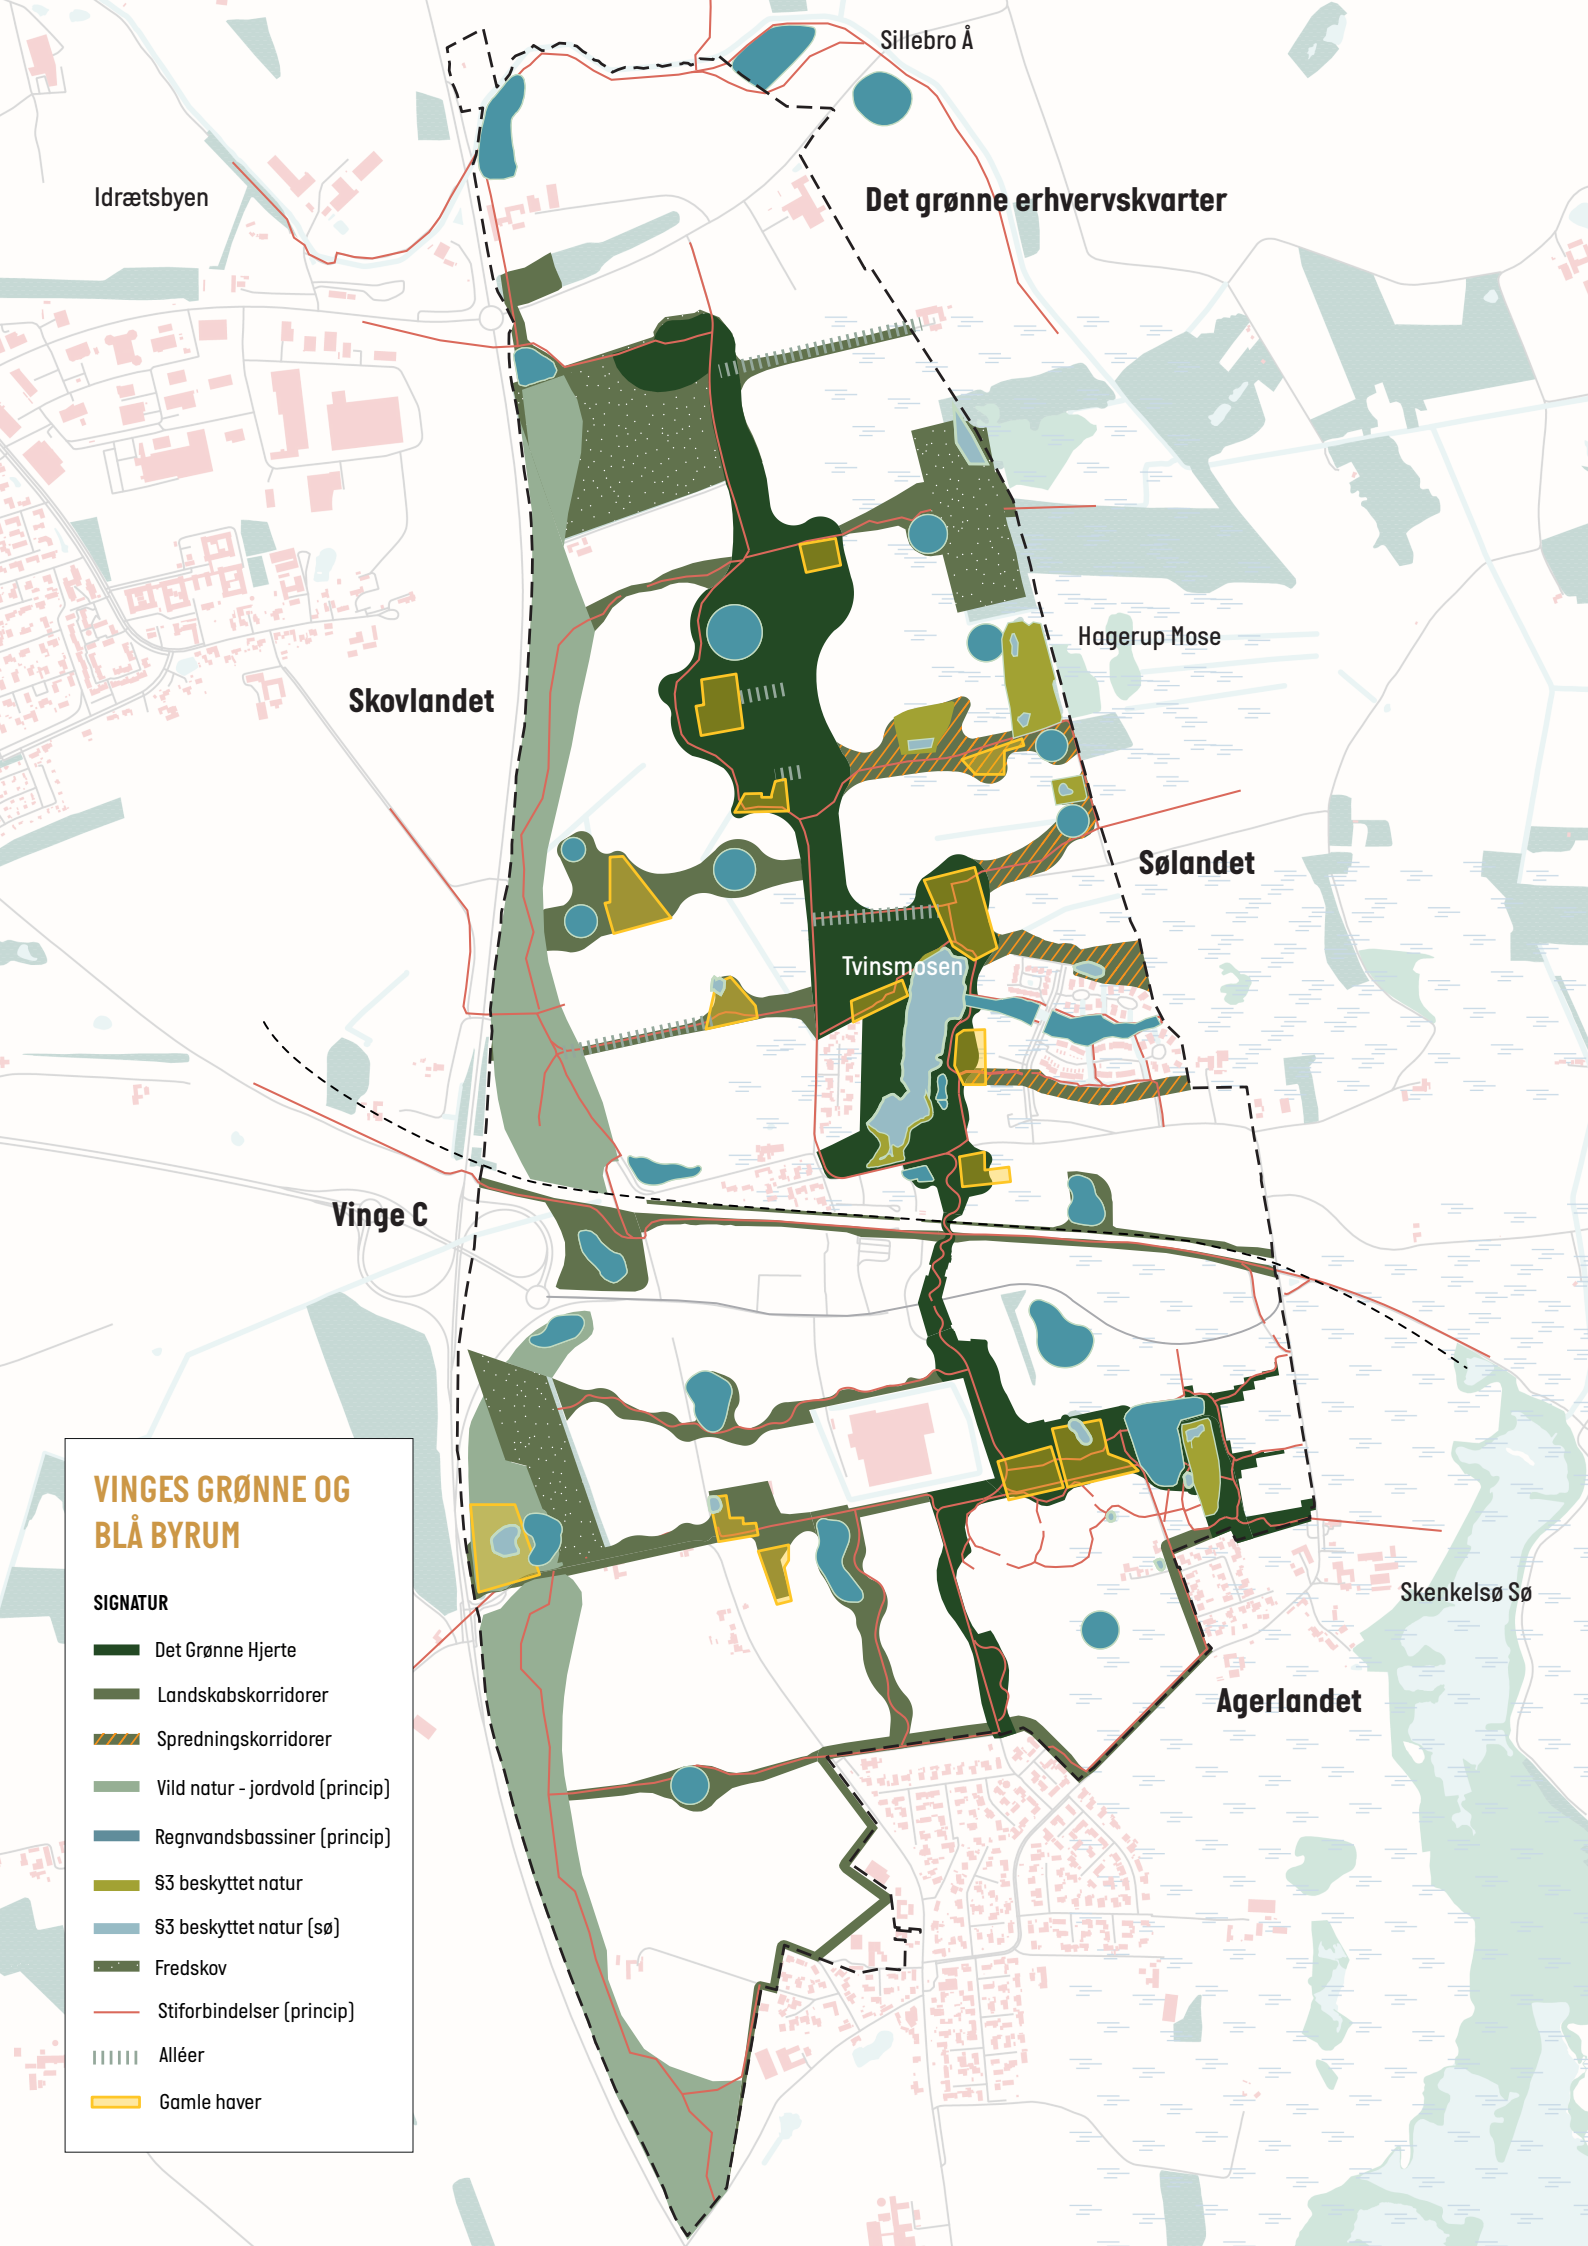 Sillebro Å
Idrætsbyen
Det grønne erhvervskvarter
Hagerup Mose
Skovlandet
Sølandet
Tvinsmosen
Vinge C
Skenkelsø Sø
Agerlandet
VINGES GRØNNE OG
BLÅ BYRUM
SIGNATUR
Det Grønne Hjerte
Landskabskorridorer
Spredningskorridorer
Vild natur - jordvold (princip)
Regnvandsbassiner (princip)
§3 beskyttet natur
§3 beskyttet natur (sø)
Fredskov
Stiforbindelser (princip)
Alléer
Gamle haver